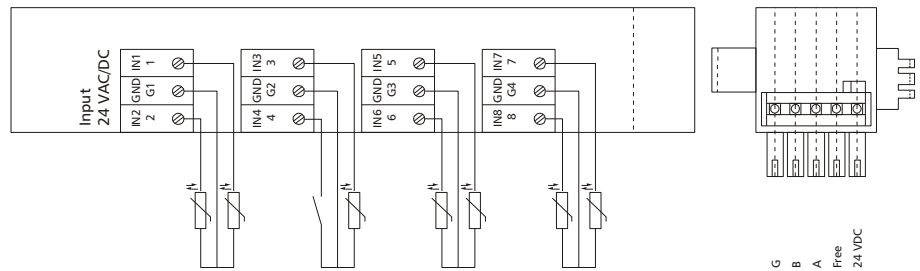 Input
24 VAC/DC
IN1 1
GND G1
IN2 2
IN3 3
GND G2
IN4 4
IN5 5
GND G3
IN6 6
IN7 7
GND G4
IN8 8
G
B
A
Free
24 VDC